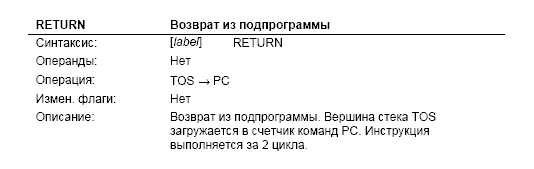 RETURN Возврат из подпрограммы
Синтаксис: [label] RETURN
Операнды: Нет
Операция: TOS → PC
Измен. флаги: Нет
Описание: Возврат из подпрограммы. Вершина стека TOS
загружается в счетчик команд PC. Инструкция
выполняется за 2 цикла.